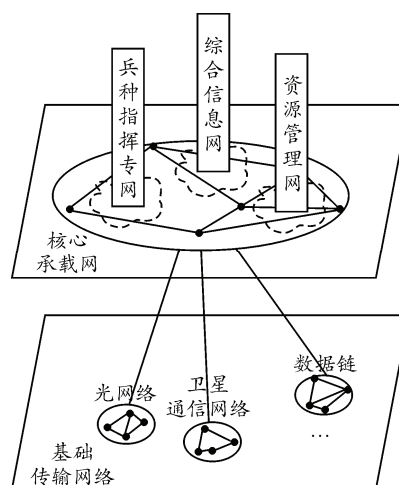 兵种指挥专网
综合信息网
资源管理网
核心
承载网
光网络
卫星
通信网络
数据链
…
基础
传输网络